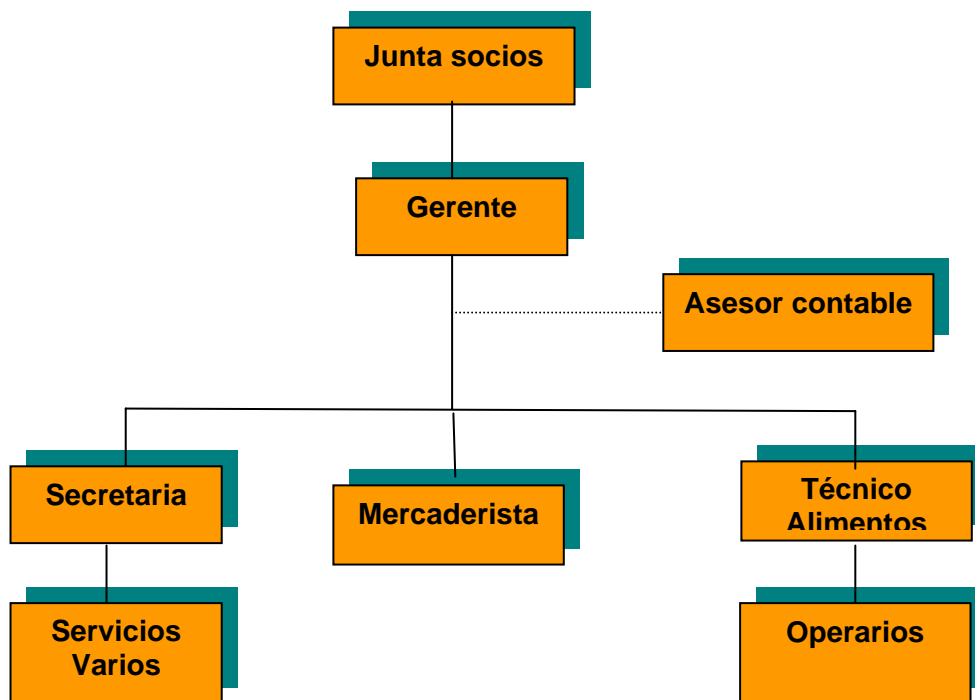 Junta socios
Gerente
Asesor contable
Secretaria
Mercaderista
Técnico
Alimentos
Servicios
Varios
Operarios